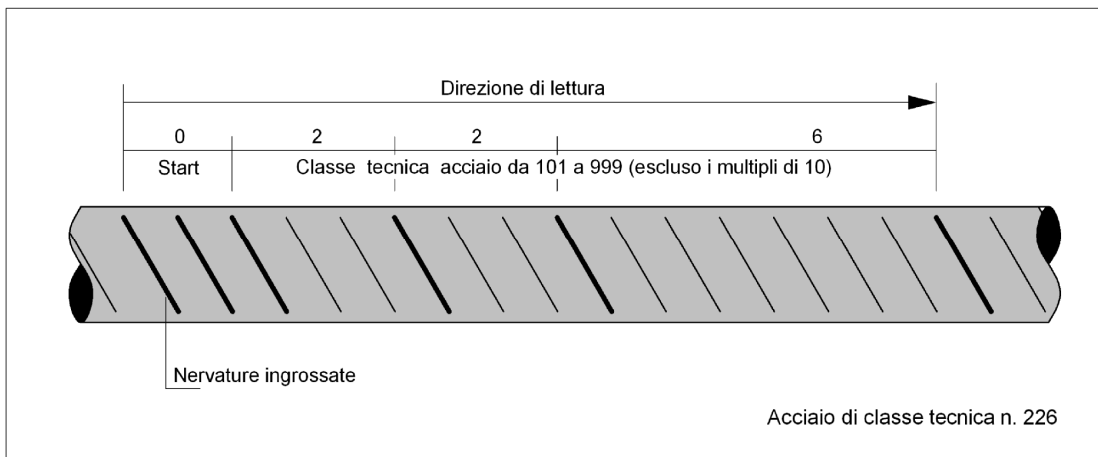 Direzione di lettura
0 2 2 6
Start Classe tecnica acciaio da 101 a 999 (escluso i multipli di 10)
Nervature ingrossate
Acciaio di classe tecnica n. 226